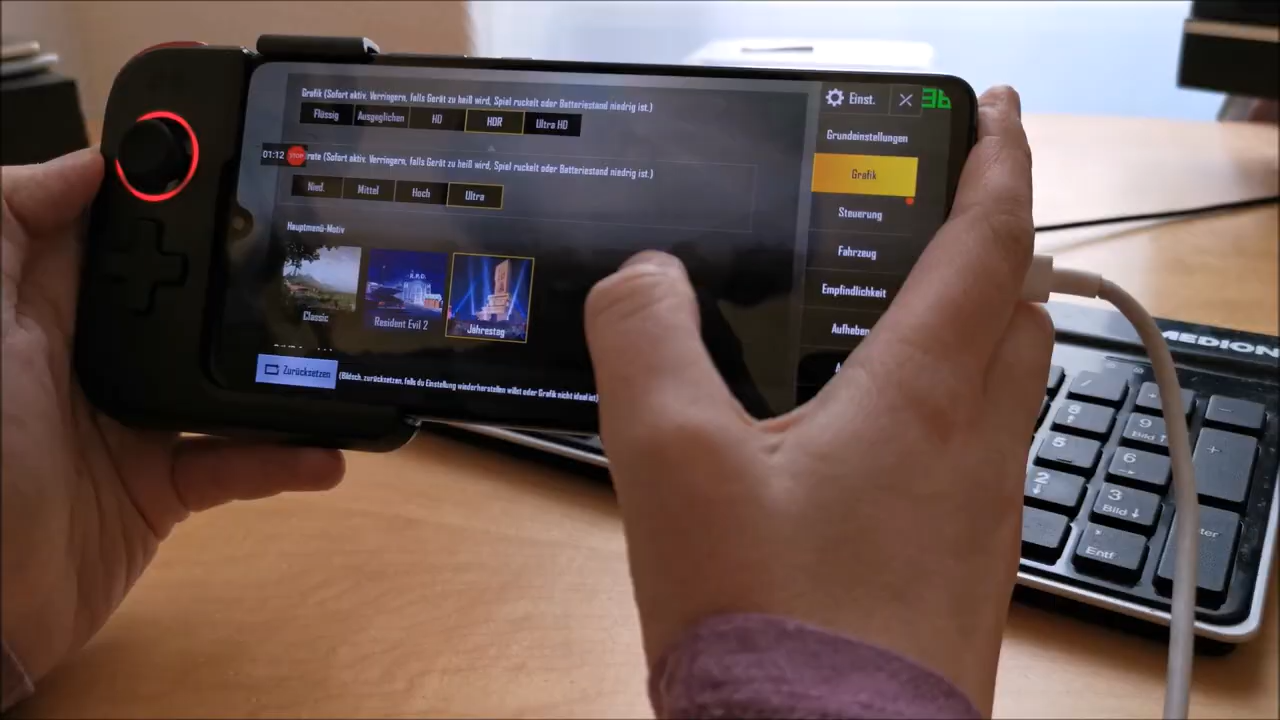 Grafik (Sofort aktiv. Verringern, falls Gerät zu heiß wird, Spiel ruckelt oder Batteriestand niedrig ist.)
Flüssig
Ausgeglichen
HD
HDR
Ultra HD
01:12
STOP
rate (Sofort aktiv. Verringern, falls Gerät zu heiß wird, Spiel ruckelt oder Batteriestand niedrig ist.)
Nied.
Mittel
Hoch
Ultra
Hauptmenü-Motiv
Classic
R.P.D.
Resident Evil 2
Jahrestag
Zurücksetzen
(Bildsch. zurücksetzen, falls du Einstellung wiederherstellen willst oder Grafik nicht ideal ist)
Einst.
36
Grundeinstellungen
Grafik
Steuerung
Fahrzeug
Empfindlichkeit
Aufheben
MEDION
/
8
9
Bild ↑
-
+
5
6
2
3
Bild ↓
Entf